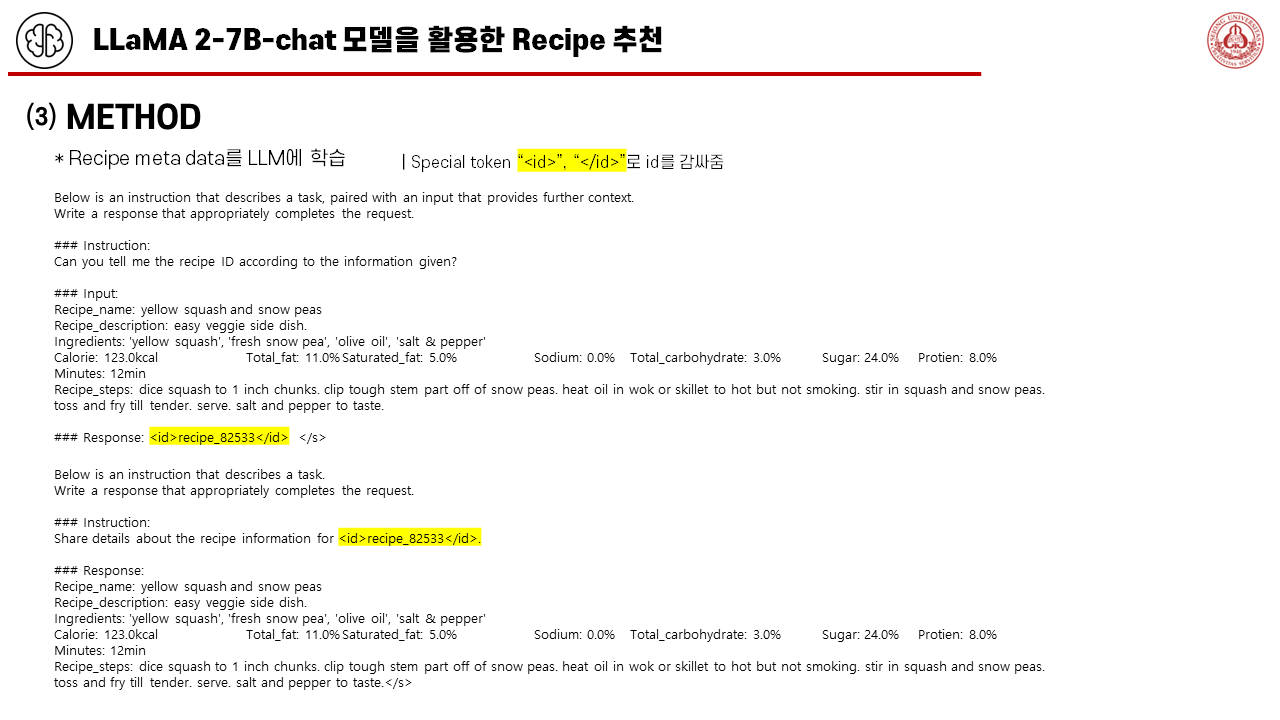 LLaMA 2-7B-chat 모델을 활용한 Recipe 추천
(3) METHOD
* Recipe meta data를 LLM에 학습
| Special token “<id>”, “</id>”로 id를 감싸줌
Below is an instruction that describes a task, paired with an input that provides further context.
Write a response that appropriately completes the request.
### Instruction:
Can you tell me the recipe ID according to the information given?
### Input:
Recipe_name: yellow squash and snow peas
Recipe_description: easy veggie side dish.
Ingredients: 'yellow squash', 'fresh snow pea', 'olive oil', 'salt & pepper'
Calorie: 123.0kcal Total_fat: 11.0% Saturated_fat: 5.0% Sodium: 0.0% Total_carbohydrate: 3.0% Sugar: 24.0% Protien: 8.0%
Minutes: 12min
Recipe_steps: dice squash to 1 inch chunks. clip tough stem part off of snow peas. heat oil in wok or skillet to hot but not smoking. stir in squash and snow peas.
toss and fry till tender. serve. salt and pepper to taste.
### Response: <id>recipe_82533</id> </s>
Below is an instruction that describes a task.
Write a response that appropriately completes the request.
### Instruction:
Share details about the recipe information for <id>recipe_82533</id>.
### Response:
Recipe_name: yellow squash and snow peas
Recipe_description: easy veggie side dish.
Ingredients: 'yellow squash', 'fresh snow pea', 'olive oil', 'salt & pepper'
Calorie: 123.0kcal Total_fat: 11.0% Saturated_fat: 5.0% Sodium: 0.0% Total_carbohydrate: 3.0% Sugar: 24.0% Protien: 8.0%
Minutes: 12min
Recipe_steps: dice squash to 1 inch chunks. clip tough stem part off of snow peas. heat oil in wok or skillet to hot but not smoking. stir in squash and snow peas.
toss and fry till tender. serve. salt and pepper to taste.</s>